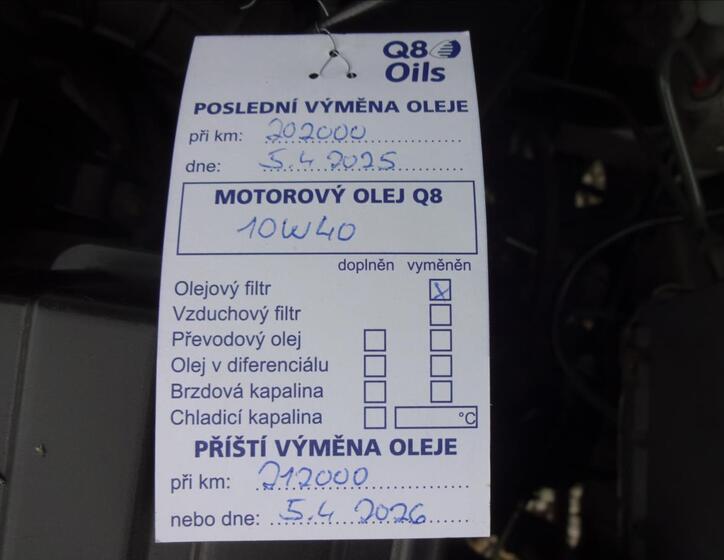 Q8
Oils
POSLEDNÍ VÝMĚNA OLEJE
při km: 202000
dne: 5.4 2025
MOTOROVÝ OLEJ Q8
10W40
doplněn vyměněn
Olejový filtr X
Vzduchový filtr
Převodový olej
Olej v diferenciálu
Brzdová kapalina
Chladicí kapalina °C
PŘÍŠTÍ VÝMĚNA OLEJE
při km: 212000
nebo dne: 5.4 2026